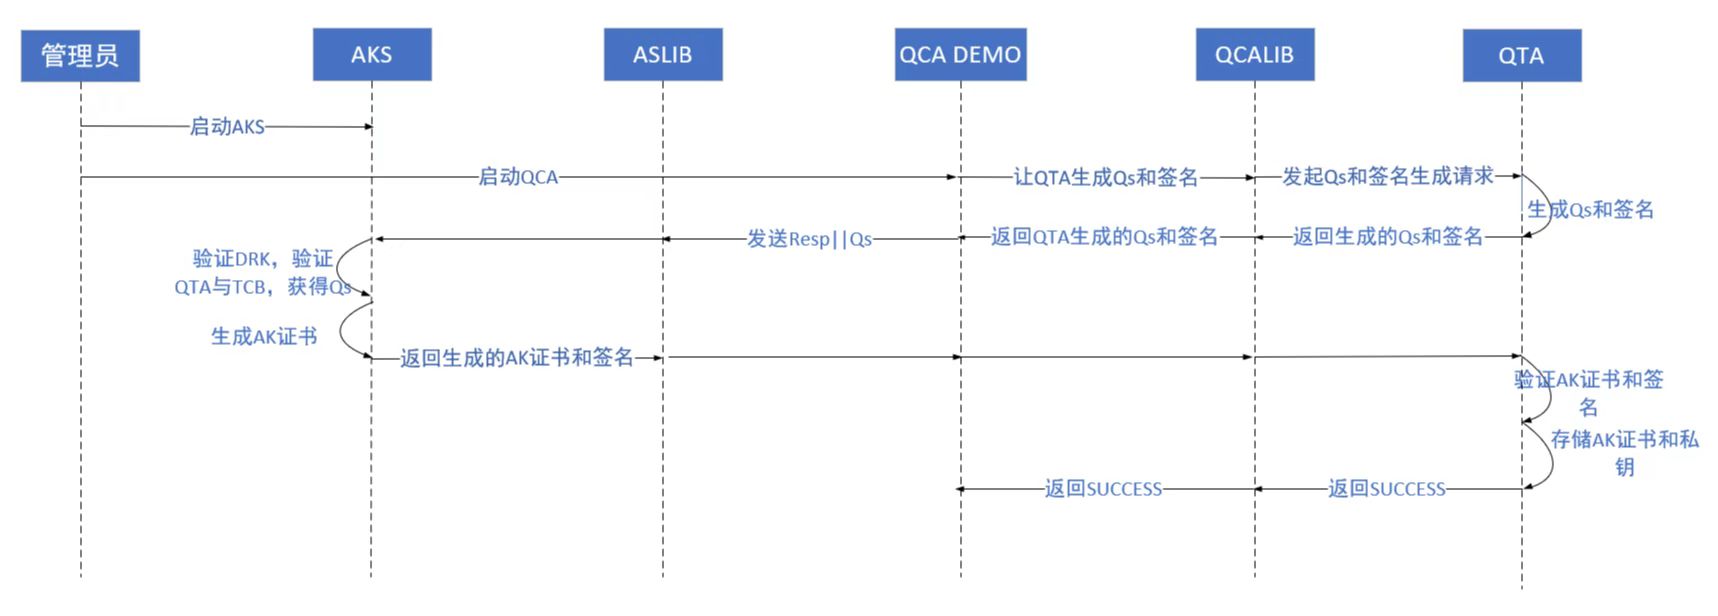 管理员
AKS
ASLIB
QCA DEMO
QCALIB
QTA
启动AKS
启动QCA
让QTA生成Qs和签名
发起Qs和签名生成请求
生成Qs和签名
发送Resp||Qs
返回QTA生成的Qs和签名
返回生成的Qs和签名
验证DRK，验证
QTA与TCB，获得Qs
生成AK证书
返回生成的AK证书和签名
验证AK证书和签
名
存储AK证书和私
钥
返回SUCCESS
返回SUCCESS